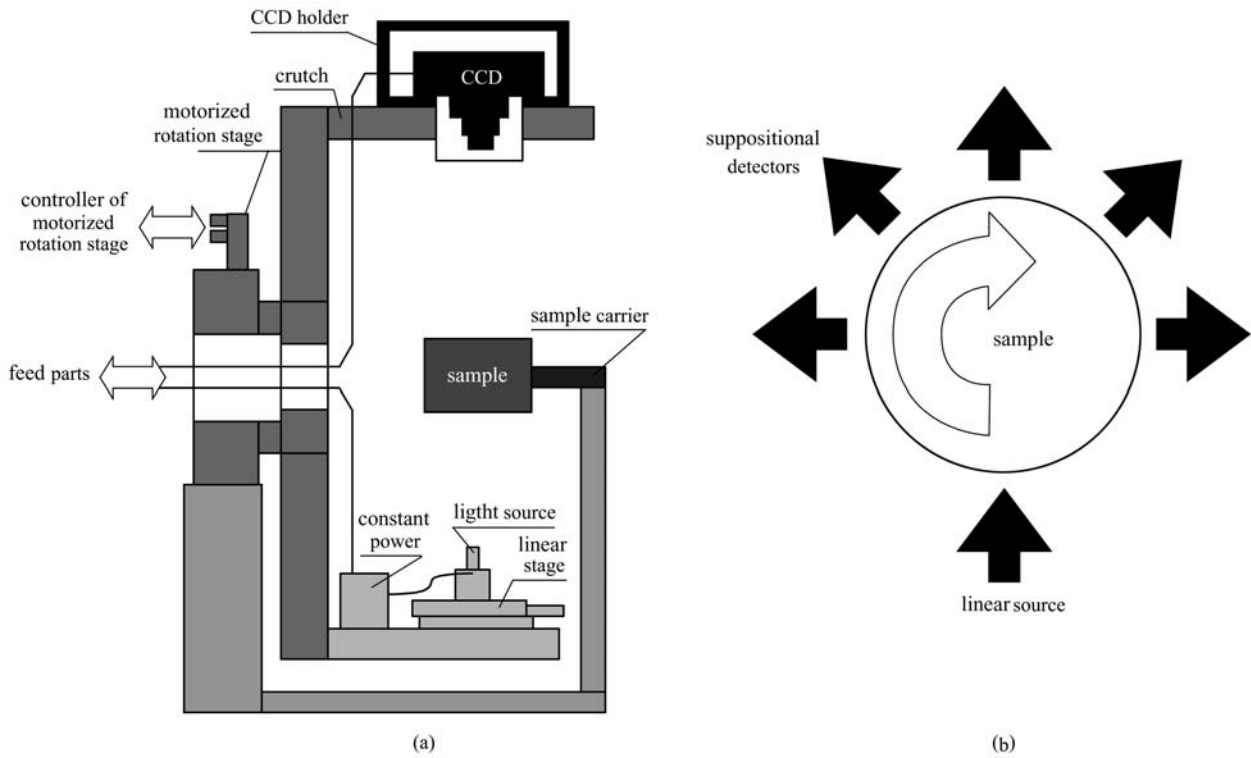 CCD holder
CCD
crutch
motorized
rotation stage
controller of
motorized
rotation stage
sample carrier
feed parts
sample
ligtht source
constant
power
linear
stage
(a)
suppositional
detectors
sample
linear source
(b)